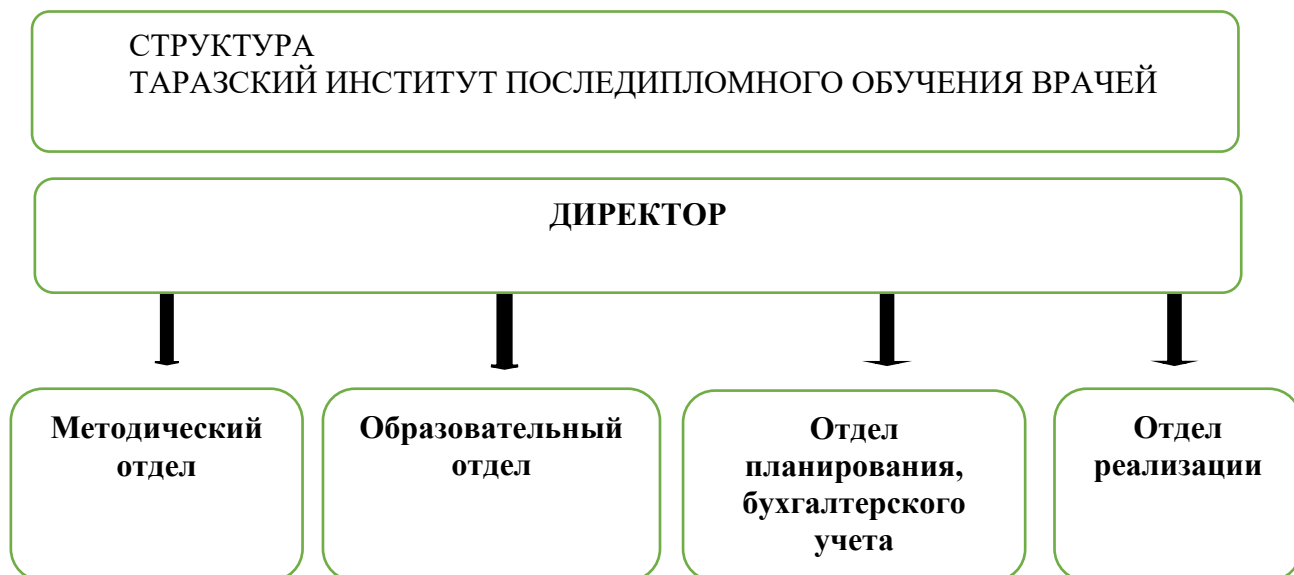 СТРУКТУРА
ТАРАЗСКИЙ ИНСТИТУТ ПОСЛЕДИПЛОМНОГО ОБУЧЕНИЯ ВРАЧЕЙ
ДИРЕКТОР
Методический
отдел
Образовательный
отдел
Отдел
планирования,
бухгалтерского
учета
Отдел
реализации